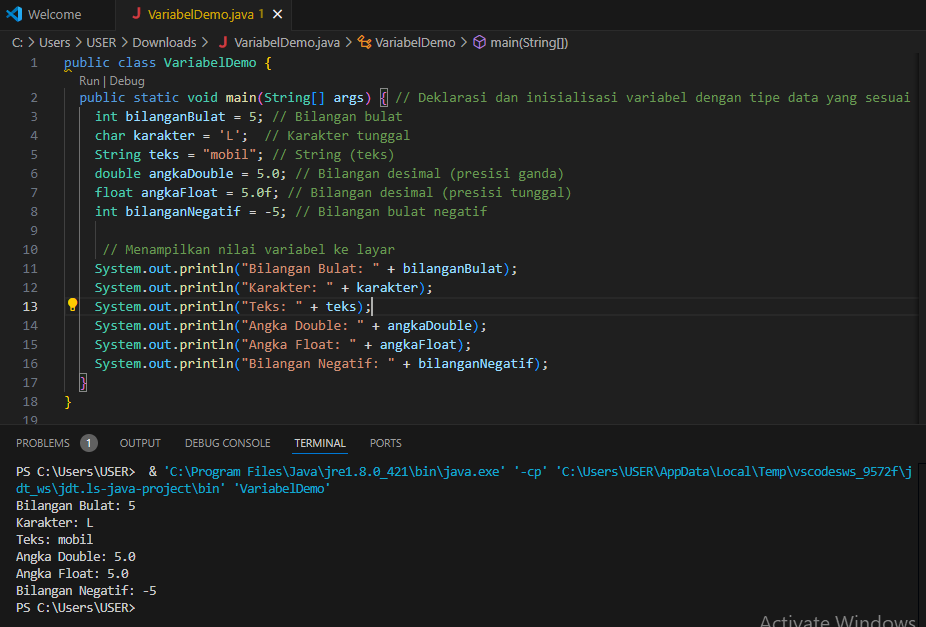 Welcome
J VariabelDemo.java 1 ×
C: > Users > USER > Downloads > J VariabelDemo.java > VariabelDemo > main(String[])
1 public class VariabelDemo {
Run | Debug
2 public static void main(String[] args) { // Deklarasi dan inisialisasi variabel dengan tipe data yang sesuai
3 int bilanganBulat = 5; // Bilangan bulat
4 char karakter = 'L'; // Karakter tunggal
5 String teks = "mobil"; // String (teks)
6 double angkaDouble = 5.0; // Bilangan desimal (presisi ganda)
7 float angkaFloat = 5.0f; // Bilangan desimal (presisi tunggal)
8 int bilanganNegatif = -5; // Bilangan bulat negatif
9
10 // Menampilkan nilai variabel ke layar
11 System.out.println("Bilangan Bulat: " + bilanganBulat);
12 System.out.println("Karakter: " + karakter);
13 System.out.println("Teks: " + teks);
14 System.out.println("Angka Double: " + angkaDouble);
15 System.out.println("Angka Float: " + angkaFloat);
16 System.out.println("Bilangan Negatif: " + bilanganNegatif);
17 }
18 }
19
PROBLEMS 1 OUTPUT DEBUG CONSOLE TERMINAL PORTS
PS C:\Users\USER> & 'C:\Program Files\Java\jre1.8.0_421\bin\java.exe' '-cp' 'C:\Users\USER\AppData\Local\Temp\vscodesws_9572f\j
dt_ws\jdt.ls-java-project\bin' 'VariabelDemo'
Bilangan Bulat: 5
Karakter: L
Teks: mobil
Angka Double: 5.0
Angka Float: 5.0
Bilangan Negatif: -5
PS C:\Users\USER>
Activate Windows